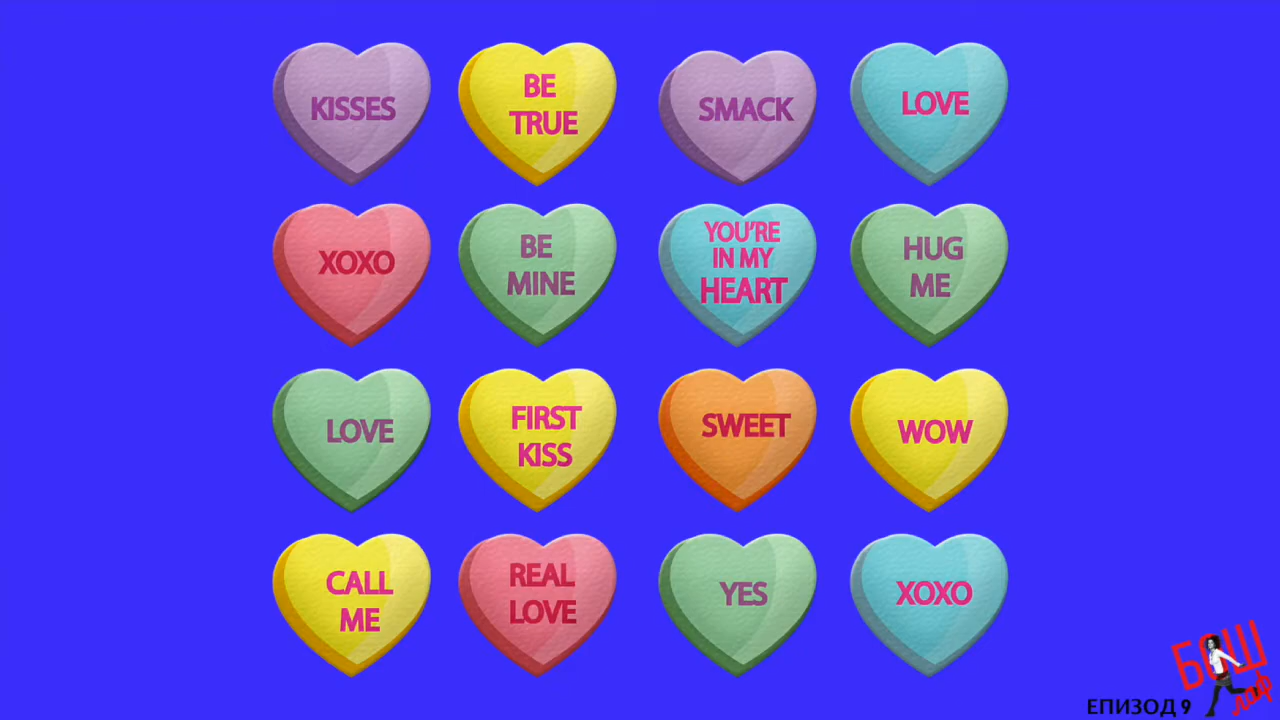 KISSES
BE
TRUE
SMACK
LOVE
XOXO
BE
MINE
YOU'RE
IN MY
HEART
HUG
ME
LOVE
FIRST
KISS
SWEET
WOW
CALL
ME
REAL
LOVE
YES
XOXO
БОШ
лаф
ЕПИЗОД 9